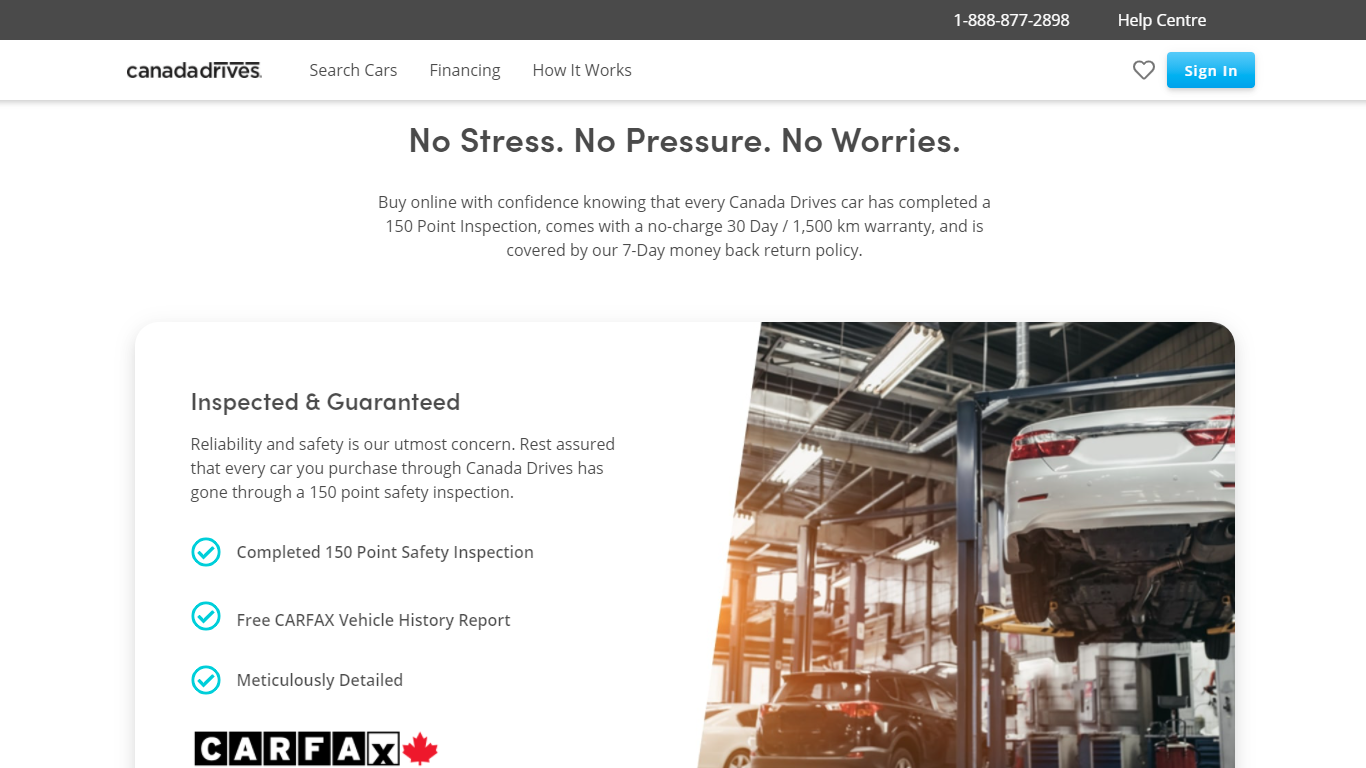 1-888-877-2898 Help Centre
canadadrives Search Cars Financing How It Works Sign In
No Stress. No Pressure. No Worries.
Buy online with confidence knowing that every Canada Drives car has completed a
150 Point Inspection, comes with a no-charge 30 Day / 1,500 km warranty, and is
covered by our 7-Day money back return policy.
Inspected & Guaranteed
Reliability and safety is our utmost concern. Rest assured
that every car you purchase through Canada Drives has
gone through a 150 point safety inspection.
Completed 150 Point Safety Inspection
Free CARFAX Vehicle History Report
Meticulously Detailed
CARFAX